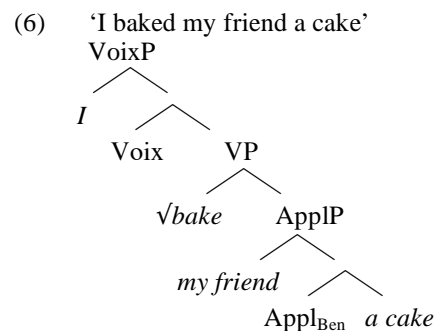 (6) 'I baked my friend a cake'
VoixP
I
Voix VP
√bake ApplP
my friend
ApplBen a cake